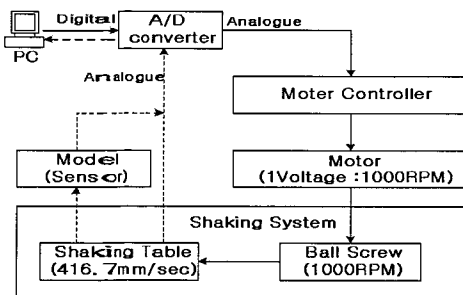 Digital
A/D
converter
Analogue
PC
Analogue
Moter Controller
Model
(Sensor)
Motor
(1Voltage :1000RPM)
Shaking System
Shaking Table
(416. 7mm/sec)
Ball Screw
(1000RPM)